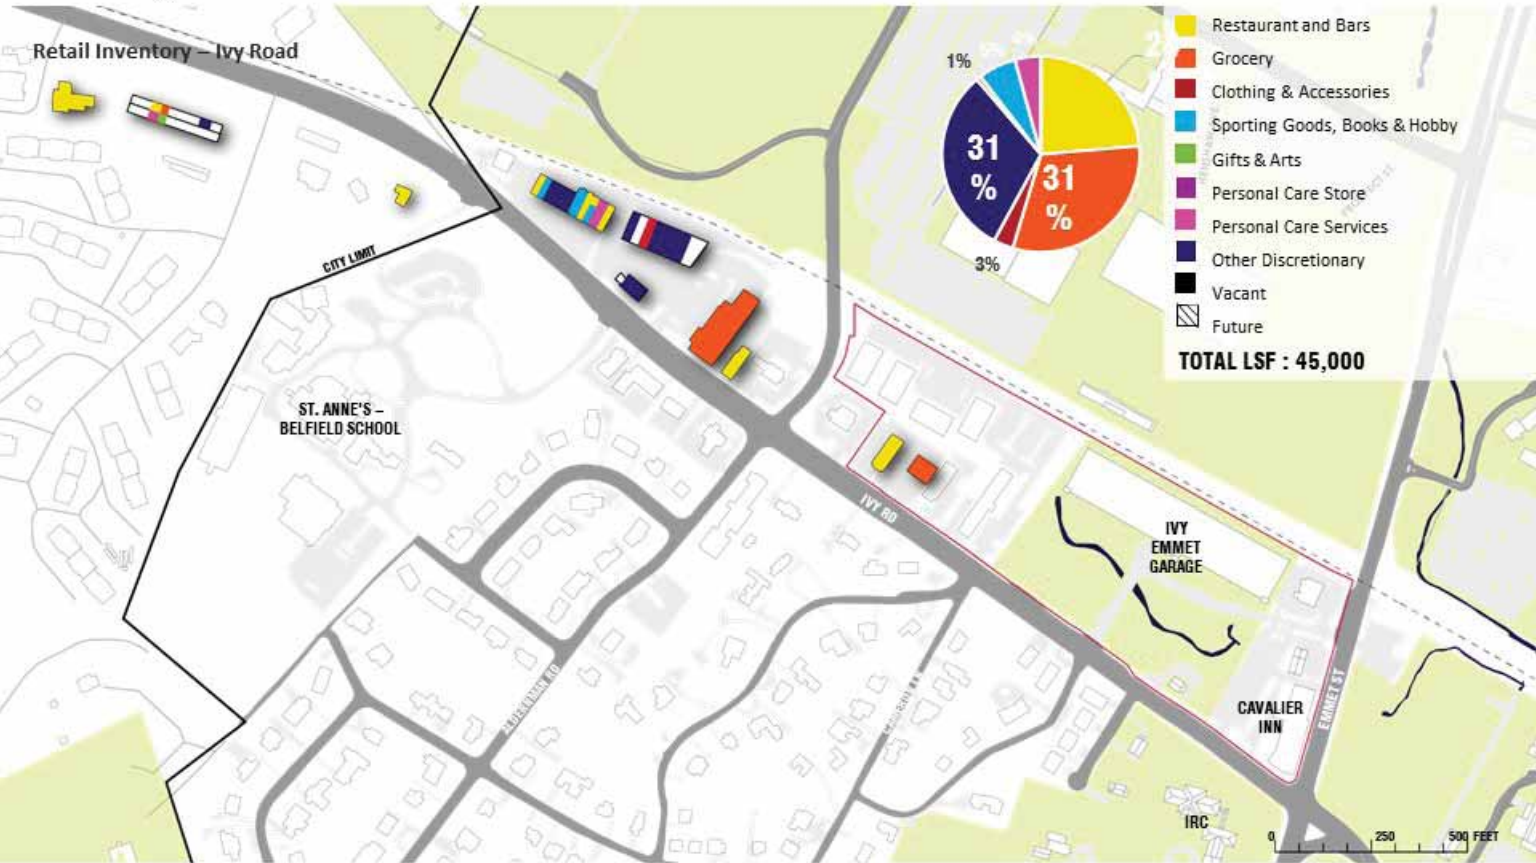 Retail Inventory – Ivy Road
1%
31
%
31
%
3%
Restaurant and Bars
Grocery
Clothing & Accessories
Sporting Goods, Books & Hobby
Gifts & Arts
Personal Care Store
Personal Care Services
Other Discretionary
Vacant
Future
TOTAL LSF : 45,000
CITY LIMIT
ST. ANNE'S –
BELFIELD SCHOOL
IVY RD
IVY
EMMET
GARAGE
CAVALIER
INN
EMMET ST
ALDERMAN RD
IRC
0 250 500 FEET